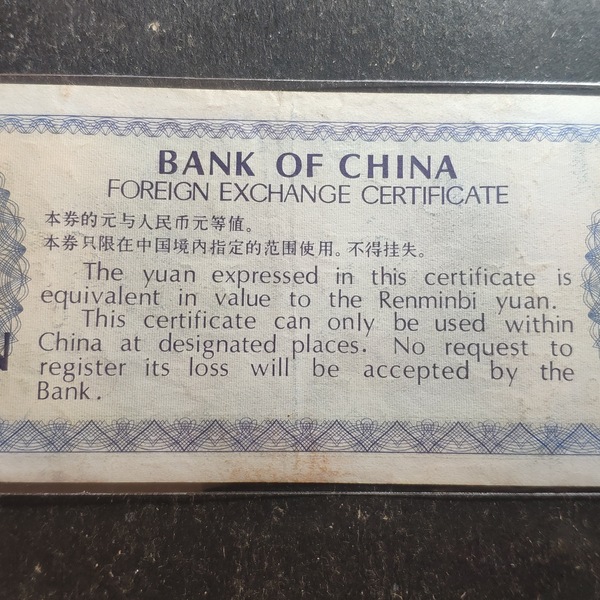 BANK OF CHINA
FOREIGN EXCHANGE CERTIFICATE
本券的元与人民币元等值。
本券只限在中国境内指定的范围使用。不得挂失。
The yuan expressed in this certificate is
equivalent in value to the Renminbi yuan.
This certificate can only be used within
China at designated places. No request to
register its loss will be accepted by the
Bank.
N